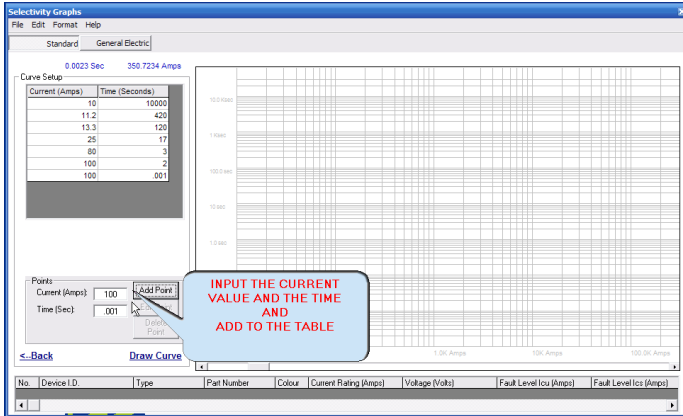 Selectivity Graphs
File Edit Format Help
Standard General Electric
0.0023 Sec 350.7234 Amps
Curve Setup
Current (Amps) Time (Seconds)
10 10000
11.2 420
13.3 120
25 17
80 3
100 2
100 .001
10.0 Ksec
1 Ksec
100.0 sec
10 sec
1.0 sec
Points
Current (Amps): 100 Add Point
Time (Sec): .001
Delete
Point
INPUT THE CURRENT
VALUE AND THE TIME
AND
ADD TO THE TABLE
<--Back Draw Curve
1.0K Amps 10K Amps 100.0K Amps
No. Device I.D. Type Part Number Colour Current Rating (Amps) Voltage (Volts) Fault Level Icu (Amps) Fault Level Ics (Amps)